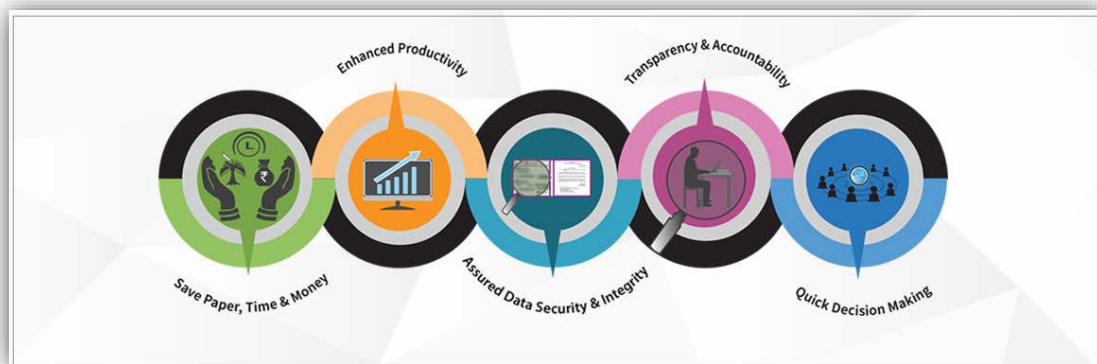 Enhanced Productivity
Transparency & Accountability
Save Paper, Time & Money
Assured Data Security & Integrity
Quick Decision Making